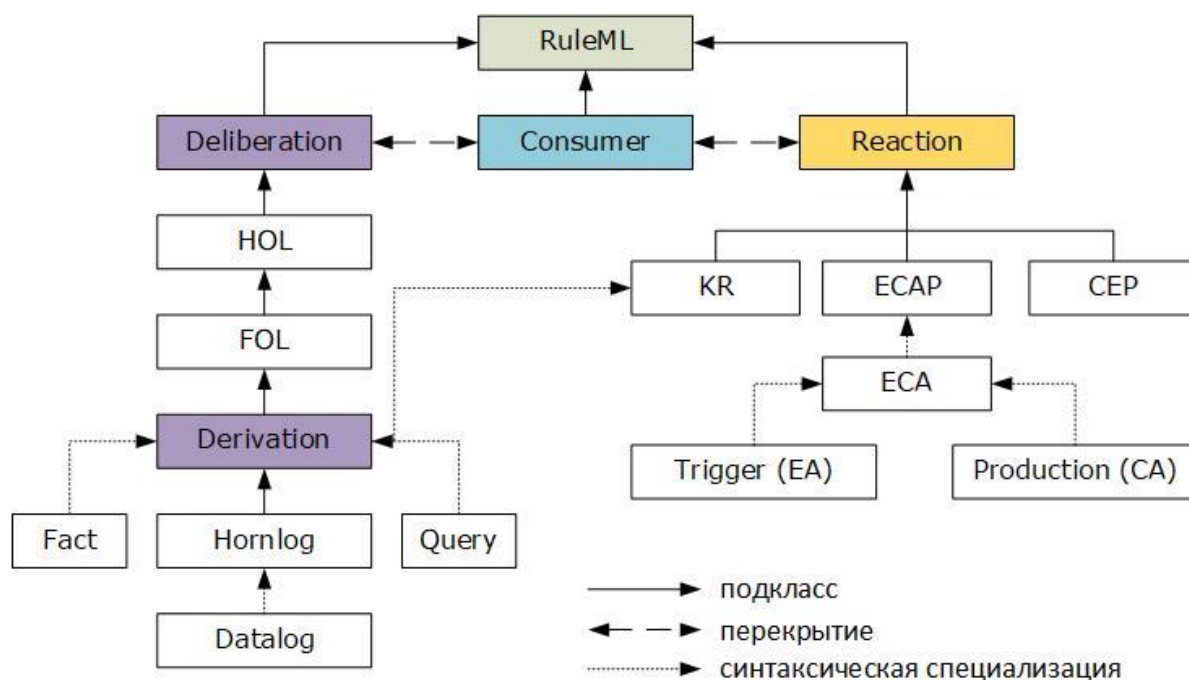 RuleML
Deliberation
Consumer
Reaction
HOL
KR
ECAP
CEP
FOL
ECA
Derivation
Trigger (EA)
Production (CA)
Fact
Hornlog
Query
Datalog
подкласс
перекрытие
синтаксическая специализация